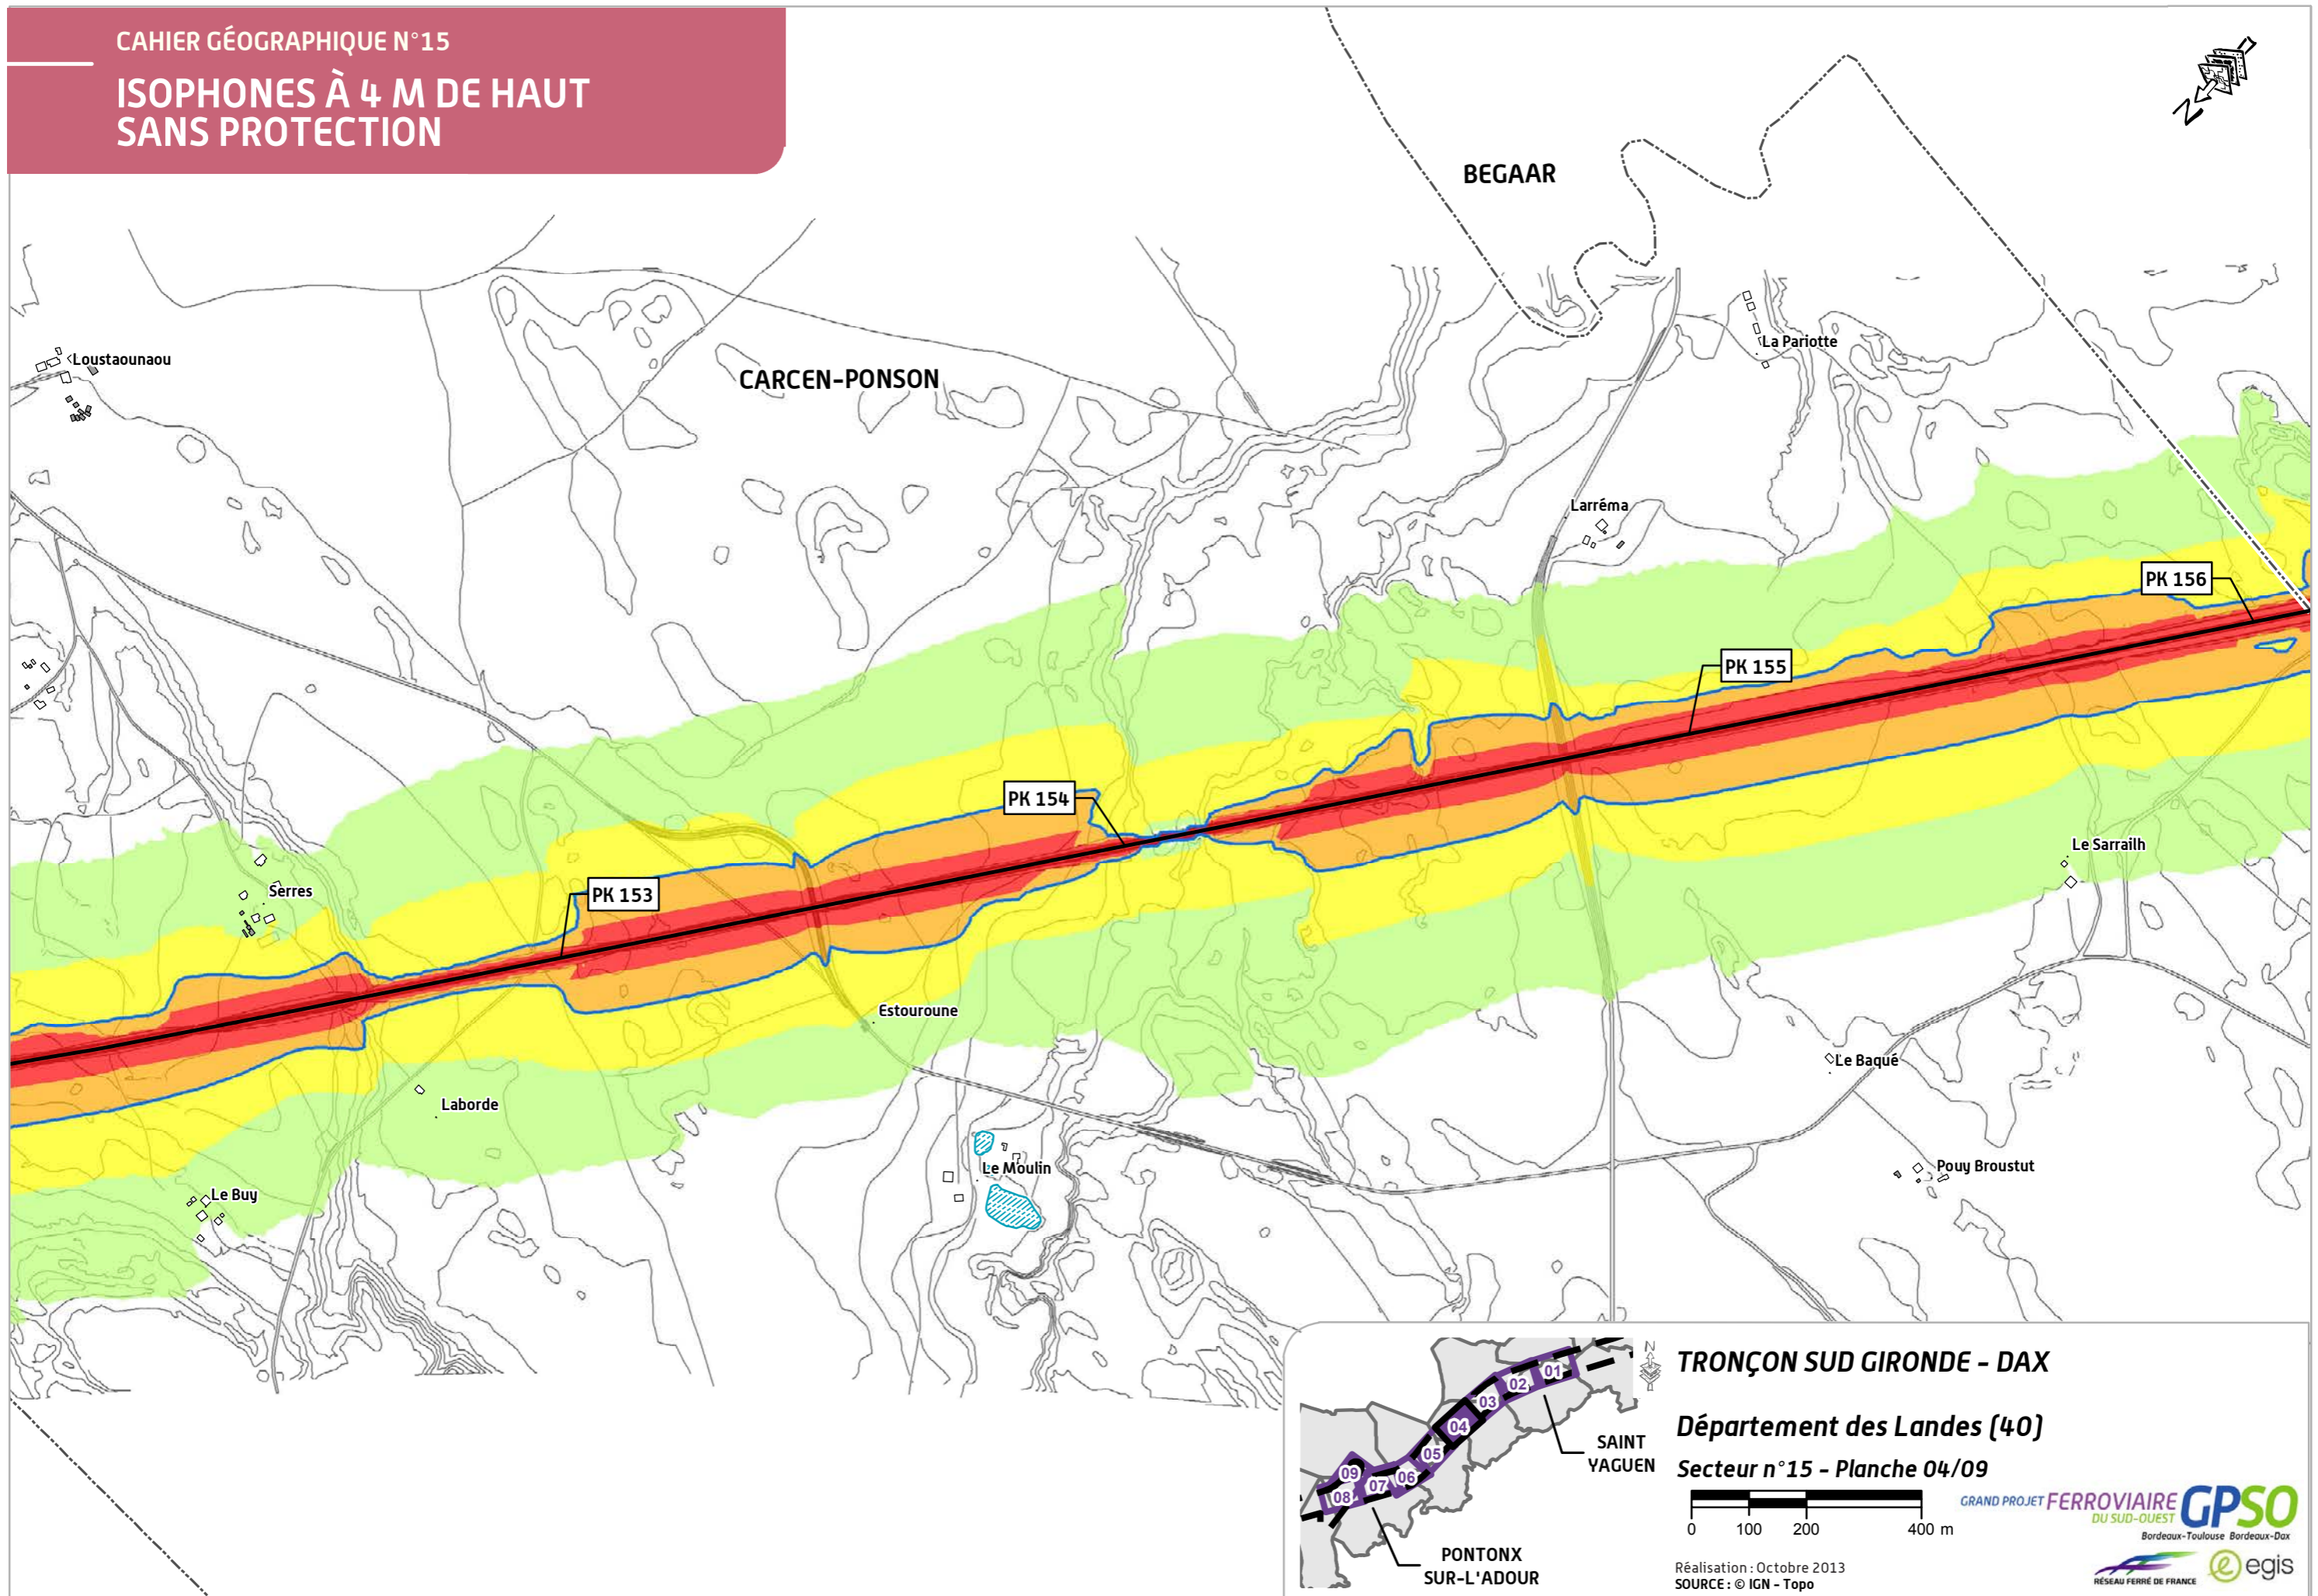 CAHIER GÉOGRAPHIQUE N°15
ISOPHONES À 4 M DE HAUT
SANS PROTECTION
N
BEGAAR
La Pariotte
Loustaounaou
CARCEN-PONSON
Larréma
PK 156
PK 155
PK 154
Le Sarrailh
Serres
PK 153
Estouroune
Le Baqué
Laborde
Le Moulin
Pouy Broustut
Le Buy
N
01
02
03
04
05
06
07
08
09
SAINT
YAGUEN
PONTONX
SUR-L'ADOUR
TRONÇON SUD GIRONDE - DAX
Département des Landes (40)
Secteur n°15 - Planche 04/09
0 100 200 400 m
Réalisation : Octobre 2013
SOURCE : © IGN - Topo
GRAND PROJET FERROVIAIRE
DU SUD-OUEST
GPSO
Bordeaux-Toulouse Bordeaux-Dax
RÉSEAU FERRÉ DE FRANCE
e egis